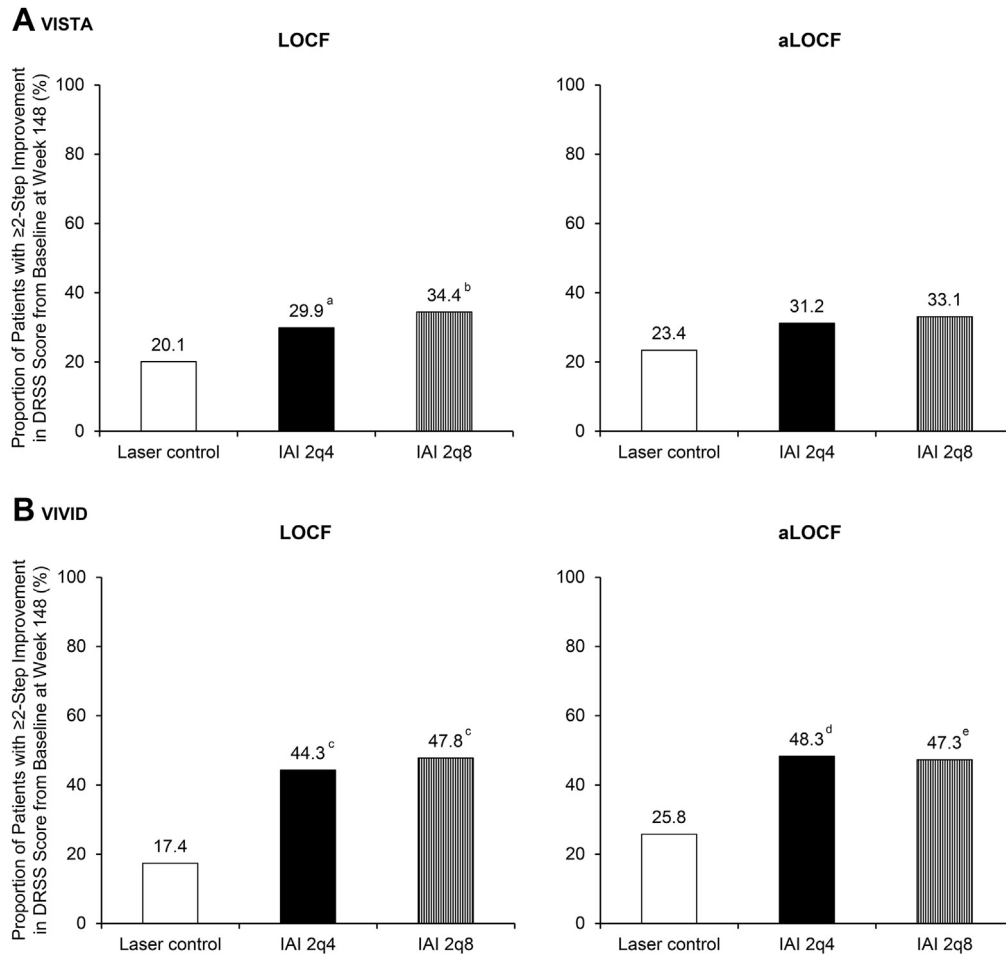 A VISTA
LOCF
Proportion of Patients with ≥2-Step Improvement
in DRSS Score from Baseline at Week 148 (%)
100
80
60
40
20
0
20.1
29.9 a
34.4 b
Laser control
IAI 2q4
IAI 2q8
aLOCF
100
80
60
40
20
0
23.4
31.2
33.1
Laser control
IAI 2q4
IAI 2q8
B VIVID
LOCF
Proportion of Patients with ≥2-Step Improvement
in DRSS Score from Baseline at Week 148 (%)
100
80
60
40
20
0
17.4
44.3 c
47.8 c
Laser control
IAI 2q4
IAI 2q8
aLOCF
100
80
60
40
20
0
25.8
48.3 d
47.3 e
Laser control
IAI 2q4
IAI 2q8